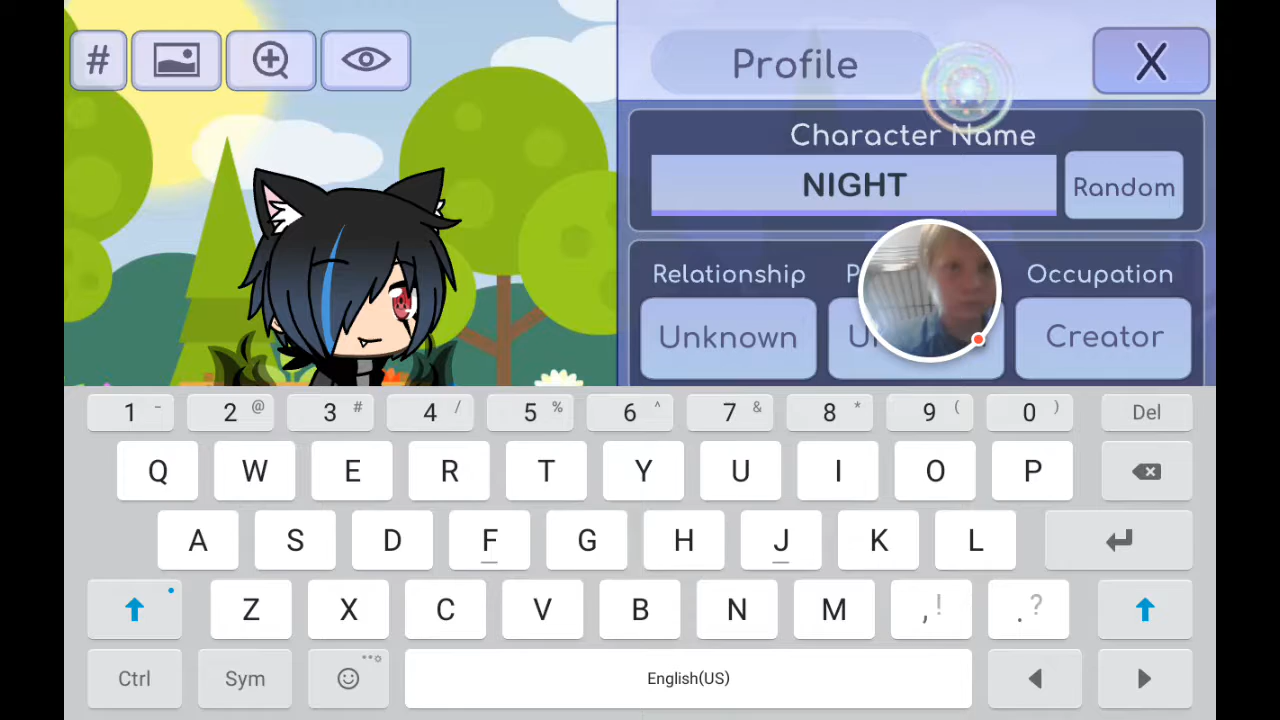 #
Profile
X
Character Name
NIGHT
Random
Relationship
Occupation
Unknown
Creator
1 - 2 @ 3 # 4 / 5 % 6 ^ 7 & 8 * 9 ( 0 ) Del
Q W E R T Y U I O P
A S D F G H J K L
Z X C V B N M , ! . ?
Ctrl Sym English(US)